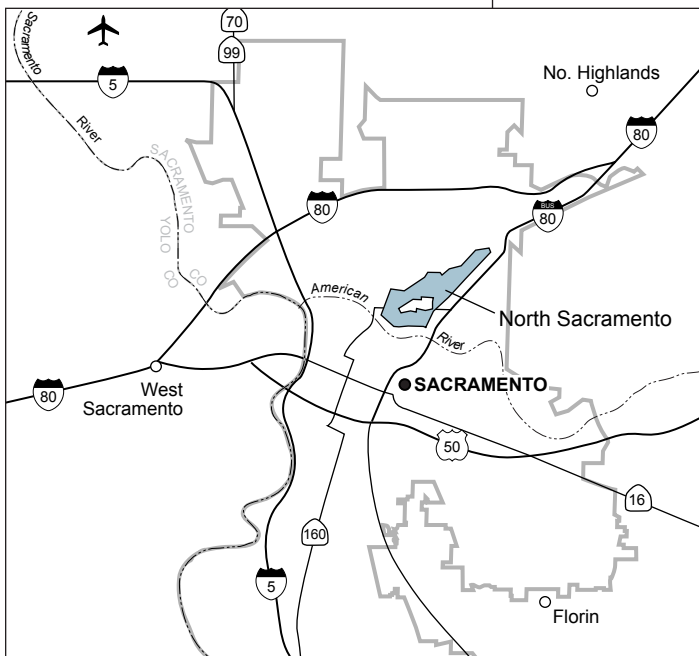 70
99
Sacramento
River
5
No. Highlands
80
80
BUS
80
SACRAMENTO
YOLO
CO
CO
American
River
North Sacramento
West
Sacramento
80
SACRAMENTO
50
16
160
5
Florin